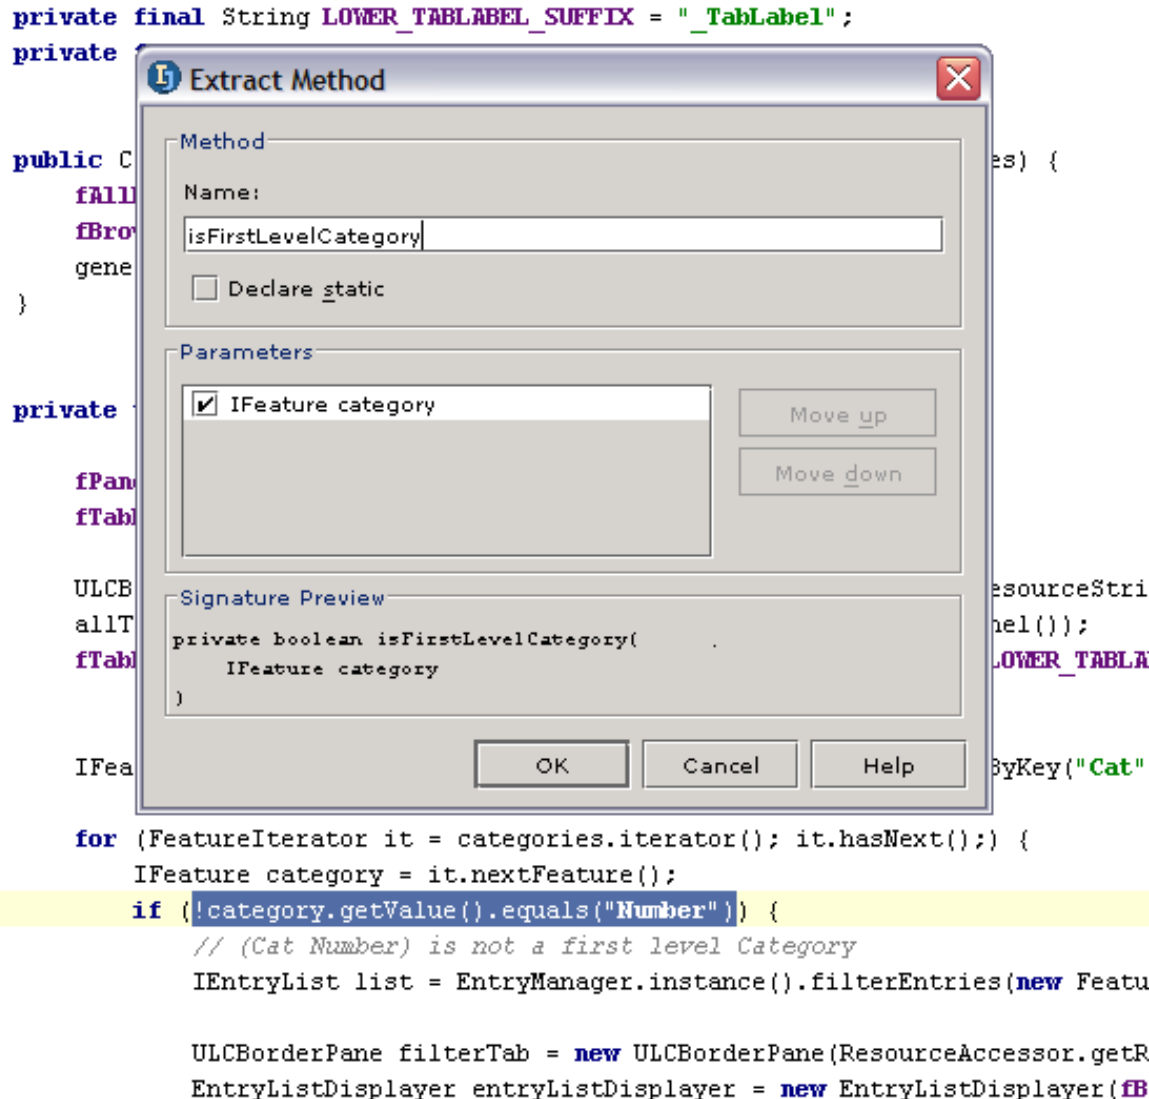 private final String LOWER_TABLABEL_SUFFIX = "_TabLabel";
private
Extract Method
Method
public C
es) {
fAll
Name:
fBrow
isFirstLevelCategory
gene
Declare static
}
Parameters
IFeature category
private
Move up
Move down
fPan
fTabl
ULCB
esourceStri
Signature Preview
allT
nel());
private boolean isFirstLevelCategory(
fTabl
LOWER_TABLA
IFeature category
)
IFea
ByKey("Cat"
OK
Cancel
Help
for (FeatureIterator it = categories.iterator(); it.hasNext();) {
IFeature category = it.nextFeature();
if (!category.getValue().equals("Number")) {
// (Cat Number) is not a first level Category
IEntryList list = EntryManager.instance().filterEntries(new Featu
ULCBorderPane filterTab = new ULCBorderPane(ResourceAccessor.getR
EntryListDisplayer entryListDisplayer = new EntryListDisplayer(fB